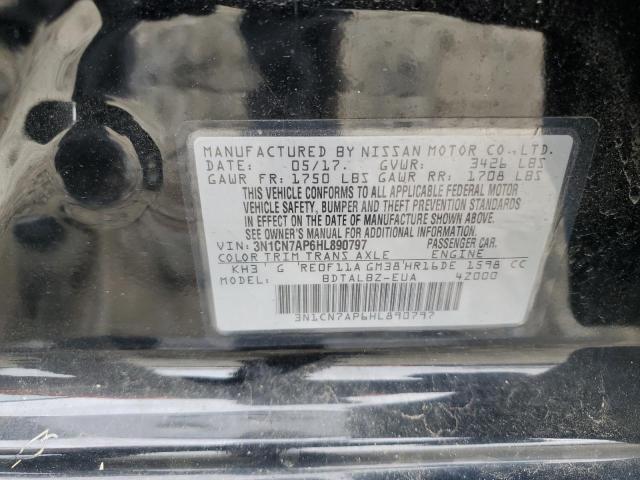 MANUFACTURED BY NISSAN MOTOR CO.,LTD.
DATE: 05/17. GVWR: 3426 LBS
GAWR FR: 1750 LBS GAWR RR: 1708 LBS
THIS VEHICLE CONFORMS TO ALL APPLICABLE FEDERAL MOTOR
VEHICLE SAFETY, BUMPER AND THEFT PREVENTION STANDARDS
IN EFFECT ON THE DATE OF MANUFACTURE SHOWN ABOVE.
SEE OWNER'S MANUAL FOR ADDITIONAL INFORMATION.
VIN: 3N1CN7AP6HL890797 PASSENGER CAR.
COLOR TRIM TRANS AXLE ENGINE
KH3 G RE0F11A GM38 HR16DE 1598 CC
MODEL: BDTALBZ-EUA 4Z000
3N1CN7AP6HL890797